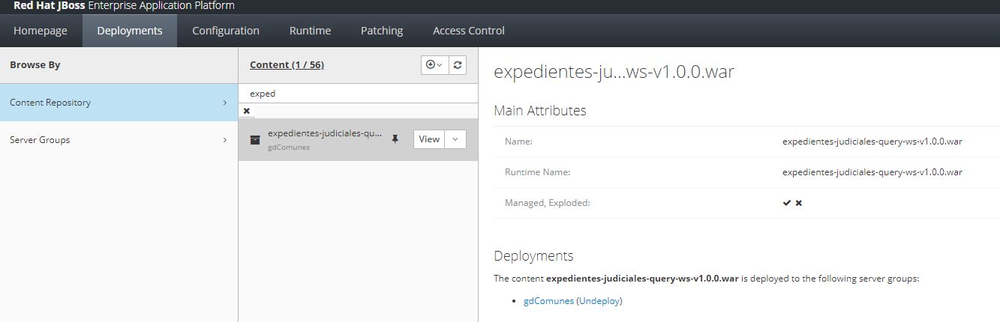 Red Hat JBoss Enterprise Application Platform
Homepage Deployments Configuration Runtime Patching Access Control
Browse By
Content Repository
Server Groups
Content (1 / 56)
exped
expedientes-judiciales-qu...
gdComunes
View
expedientes-ju...ws-v1.0.0.war
Main Attributes
Name: expedientes-judiciales-query-ws-v1.0.0.war
Runtime Name: expedientes-judiciales-query-ws-v1.0.0.war
Managed, Exploded:
Deployments
The content expedientes-judiciales-query-ws-v1.0.0.war is deployed to the following server groups:
gdComunes (Undeploy)